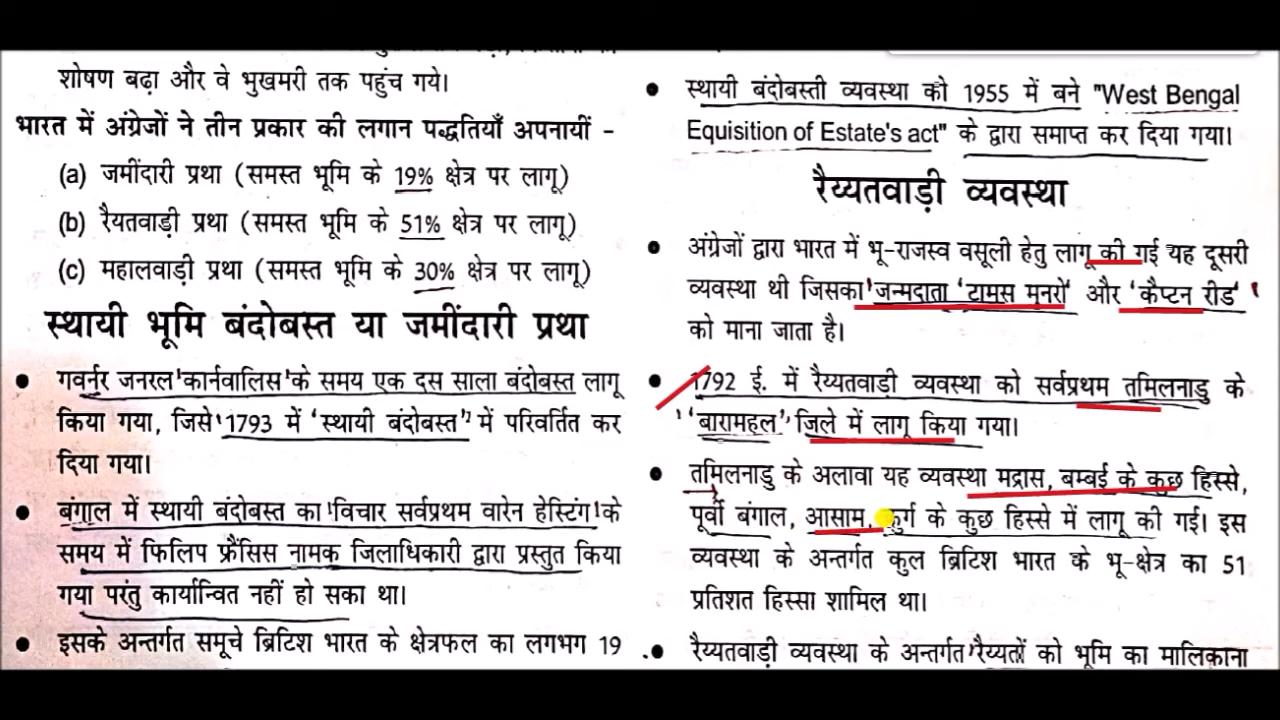 शोषण बढ़ा और वे भुखमरी तक पहुंच गये।
भारत में अंग्रेजों ने तीन प्रकार की लगान पद्धतियाँ अपनायीं -
(a) जमींदारी प्रथा (समस्त भूमि के 19% क्षेत्र पर लागू)
(b) रैयतवाड़ी प्रथा (समस्त भूमि के 51% क्षेत्र पर लागू)
(c) महालवाड़ी प्रथा (समस्त भूमि के 30% क्षेत्र पर लागू)
स्थायी भूमि बंदोबस्त या जमींदारी प्रथा
• गवर्नर जनरल 'कार्नवालिस' के समय एक दस साला बंदोबस्त लागू
किया गया, जिसे '1793 में 'स्थायी बंदोबस्त'' में परिवर्तित कर
दिया गया।
• बंगाल में स्थायी बंदोबस्त का 'विचार सर्वप्रथम वारेन हेस्टिंग' के
समय में फिलिप फ्रैंसिस नामक जिलाधिकारी द्वारा प्रस्तुत किया
गया परंतु कार्यान्वित नहीं हो सका था।
• इसके अन्तर्गत समूचे ब्रिटिश भारत के क्षेत्रफल का लगभग 19
• स्थायी बंदोबस्ती व्यवस्था को 1955 में बने "West Bengal
Equisition of Estate's act" के द्वारा समाप्त कर दिया गया।
रैय्यतवाड़ी व्यवस्था
• अंग्रेजों द्वारा भारत में भू-राजस्व वसूली हेतु लागू की गई यह दूसरी
व्यवस्था थी जिसका 'जन्मदाता 'टामस मुनरो' और 'कैप्टन रीड'
को माना जाता है।
• 1792 ई. में रैय्यतवाड़ी व्यवस्था को सर्वप्रथम तमिलनाडु के
'बारामहल' जिले में लागू किया गया।
• तमिलनाडु के अलावा यह व्यवस्था मद्रास, बम्बई के कुछ हिस्से,
पूर्वी बंगाल, आसाम, कुर्ग के कुछ हिस्से में लागू की गई। इस
व्यवस्था के अन्तर्गत कुल ब्रिटिश भारत के भू-क्षेत्र का 51
प्रतिशत हिस्सा शामिल था।
• रैय्यतवाड़ी व्यवस्था के अन्तर्गत 'रैय्यतों को भूमि का मालिकाना